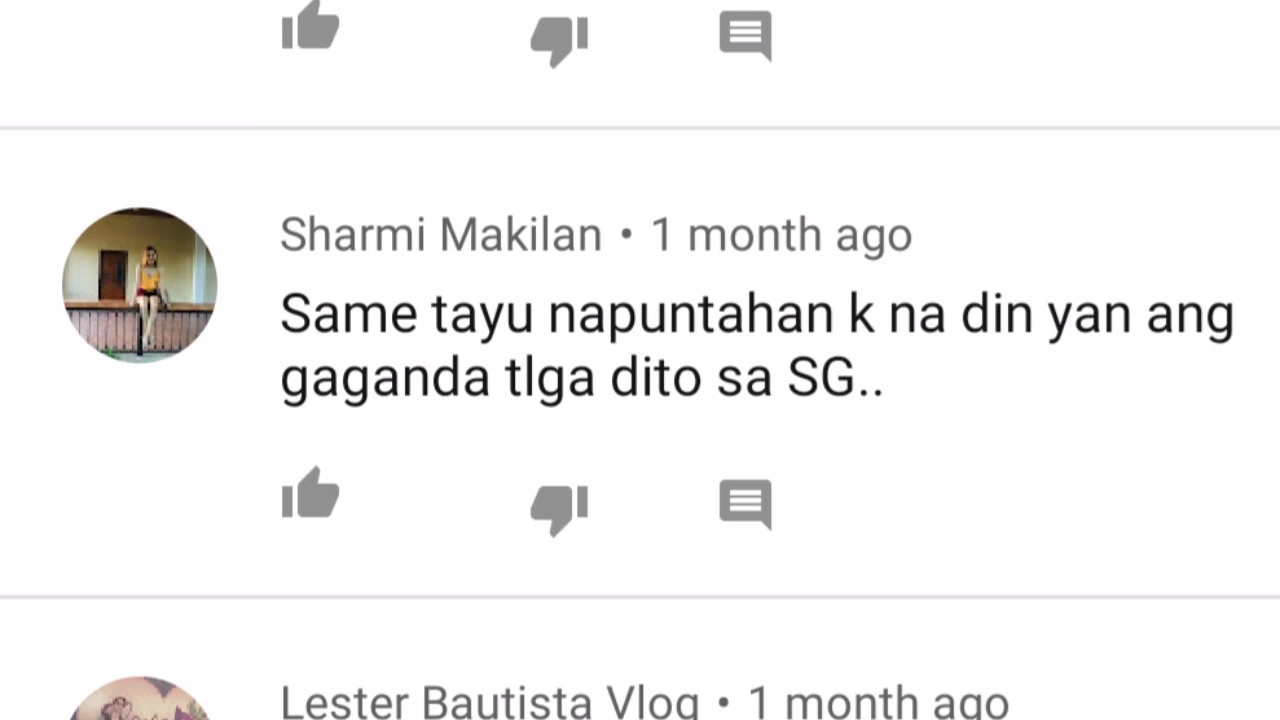 Sharmi Makilan • 1 month ago
Same tayu napuntahan k na din yan ang
gaganda tlga dito sa SG..
Lester Bautista Vlog • 1 month ago